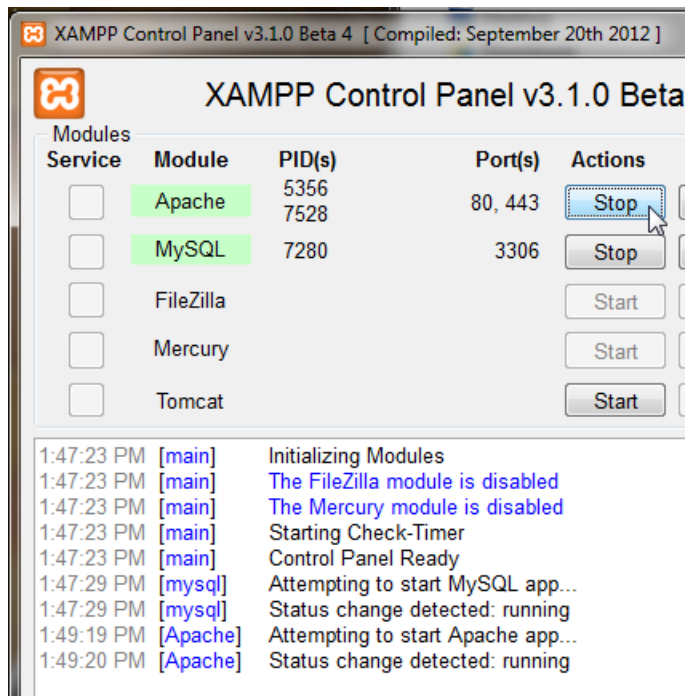 XAMPP Control Panel v3.1.0 Beta 4 [ Compiled: September 20th 2012 ]
XAMPP Control Panel v3.1.0 Beta
Modules
Service Module PID(s) Port(s) Actions
Apache 5356 7528 80, 443 Stop
MySQL 7280 3306 Stop
FileZilla Start
Mercury Start
Tomcat Start
1:47:23 PM [main] Initializing Modules
1:47:23 PM [main] The FileZilla module is disabled
1:47:23 PM [main] The Mercury module is disabled
1:47:23 PM [main] Starting Check-Timer
1:47:23 PM [main] Control Panel Ready
1:47:29 PM [mysql] Attempting to start MySQL app...
1:47:29 PM [mysql] Status change detected: running
1:49:19 PM [Apache] Attempting to start Apache app...
1:49:20 PM [Apache] Status change detected: running